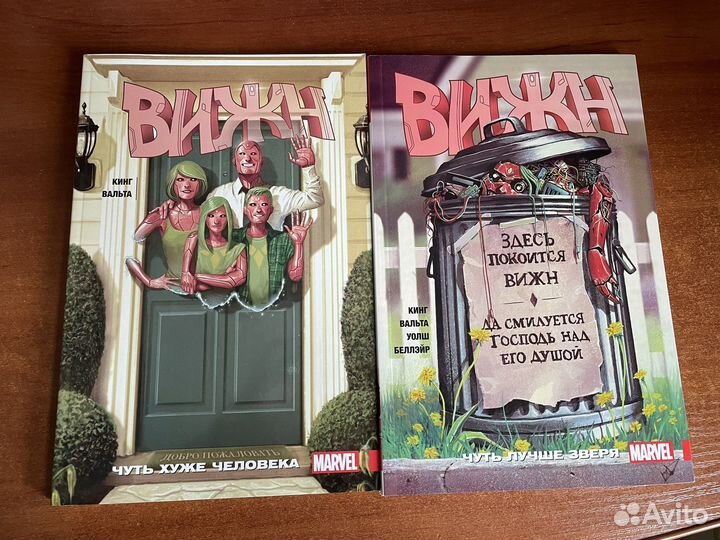 ВИЖН
КИНГ
ВАЛЬТА
ДОБРО ПОЖАЛОВАТЬ
ЧУТЬ ХУЖЕ ЧЕЛОВЕКА
MARVEL
ВИЖН
ЗДЕСЬ
ПОКОИТСЯ
ВИЖН
ДА СМИЛУЕТСЯ
ГОСПОДЬ НАД
ЕГО ДУШОЙ
КИНГ
ВАЛЬТА
УОЛШ
БЕЛЛЭЙР
ЧУТЬ ЛУЧШЕ ЗВЕРЯ
MARVEL
Avito